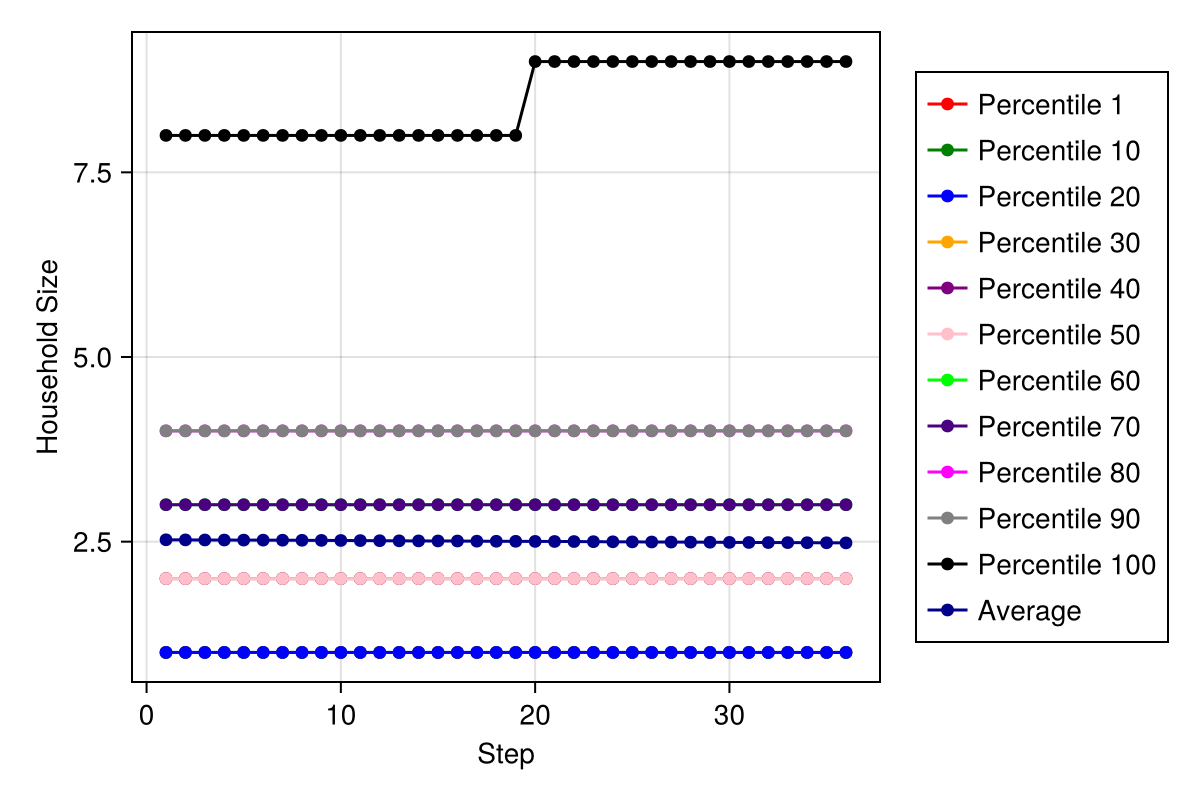 Household Size
7.5
5.0
2.5
0
10
20
30
Step
Percentile 1
Percentile 10
Percentile 20
Percentile 30
Percentile 40
Percentile 50
Percentile 60
Percentile 70
Percentile 80
Percentile 90
Percentile 100
Average